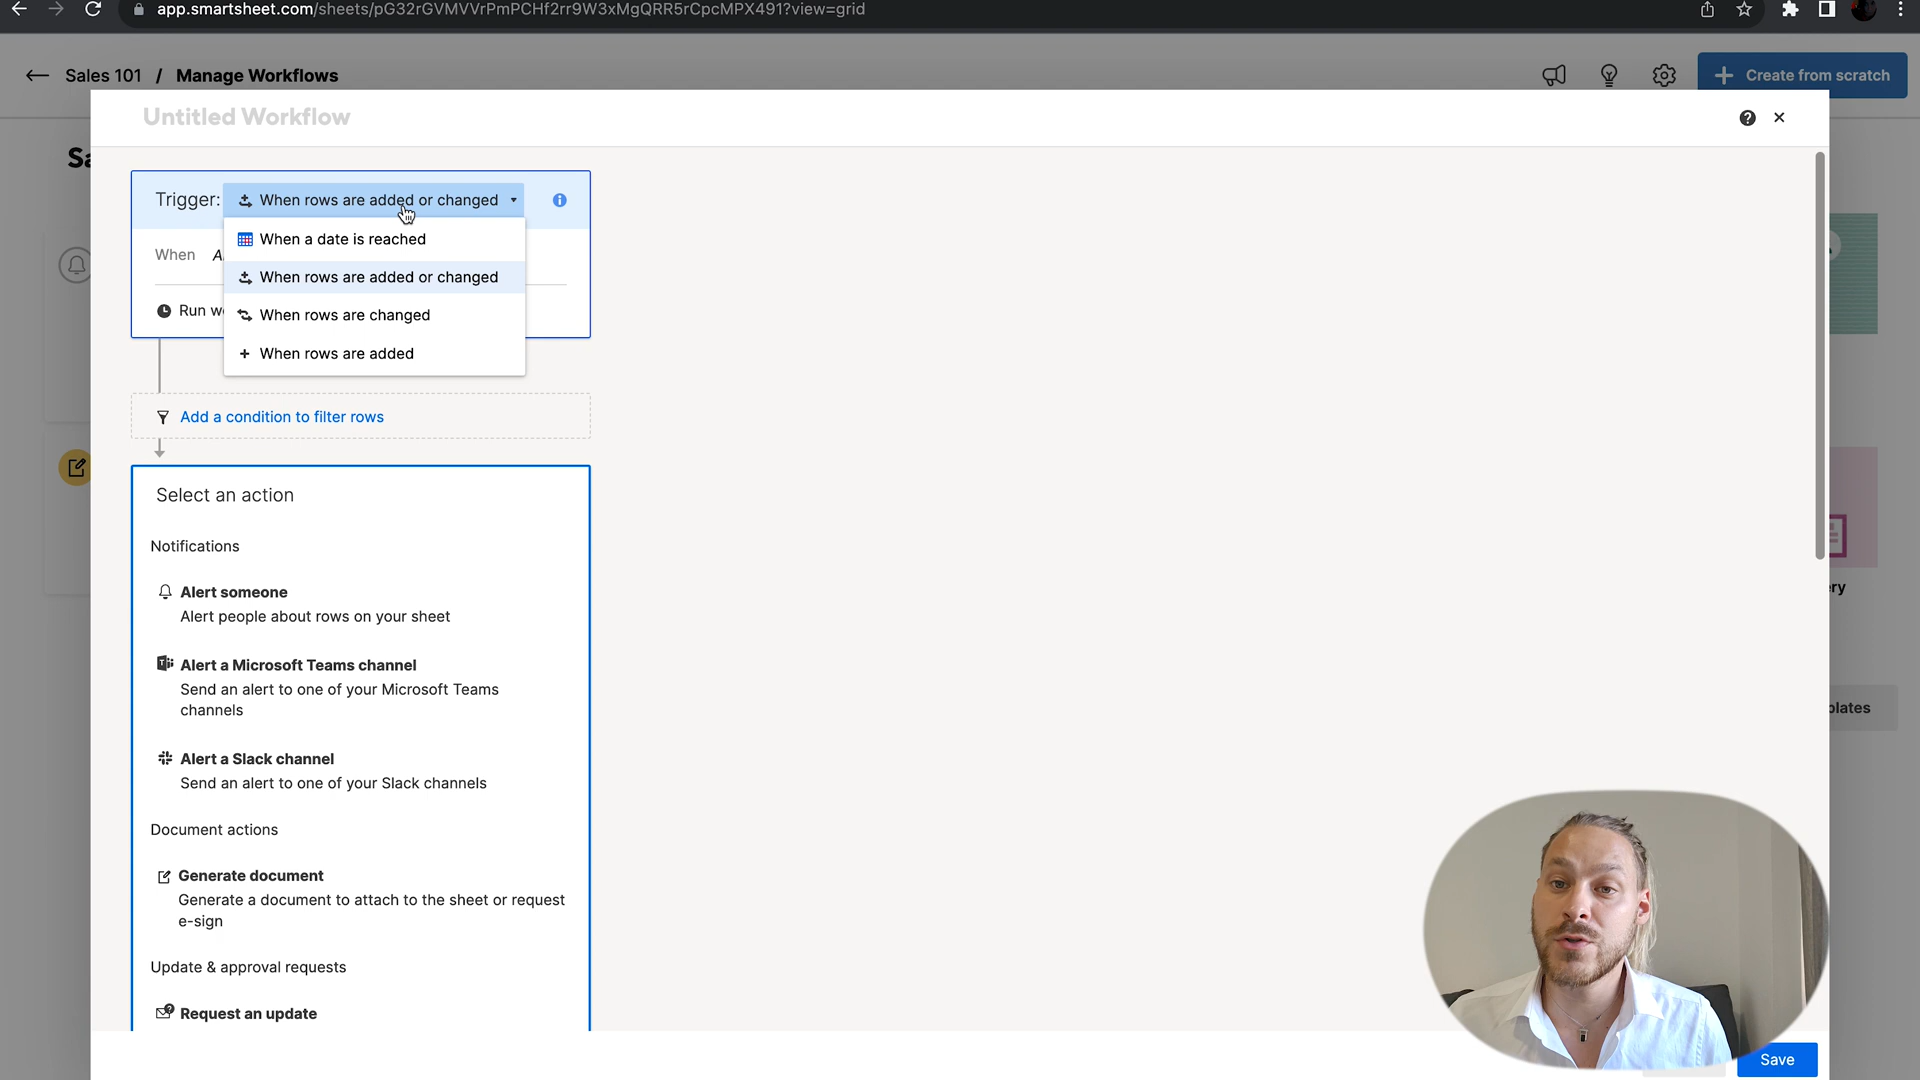 app.smartsheet.com/sheets/pG32rGVMVVrPmPCHf2rr9W3xMgQRR5rCpcMPX491?view=grid
Sales 101 / Manage Workflows
Create from scratch
Untitled Workflow
Sa
Trigger: When rows are added or changed
When a date is reached
When A
When rows are added or changed
Run w
When rows are changed
When rows are added
Add a condition to filter rows
Select an action
Notifications
Alert someone
Alert people about rows on your sheet
ry
Alert a Microsoft Teams channel
Send an alert to one of your Microsoft Teams
channels
plates
Alert a Slack channel
Send an alert to one of your Slack channels
Document actions
Generate document
Generate a document to attach to the sheet or request
e-sign
Update & approval requests
Request an update
Save